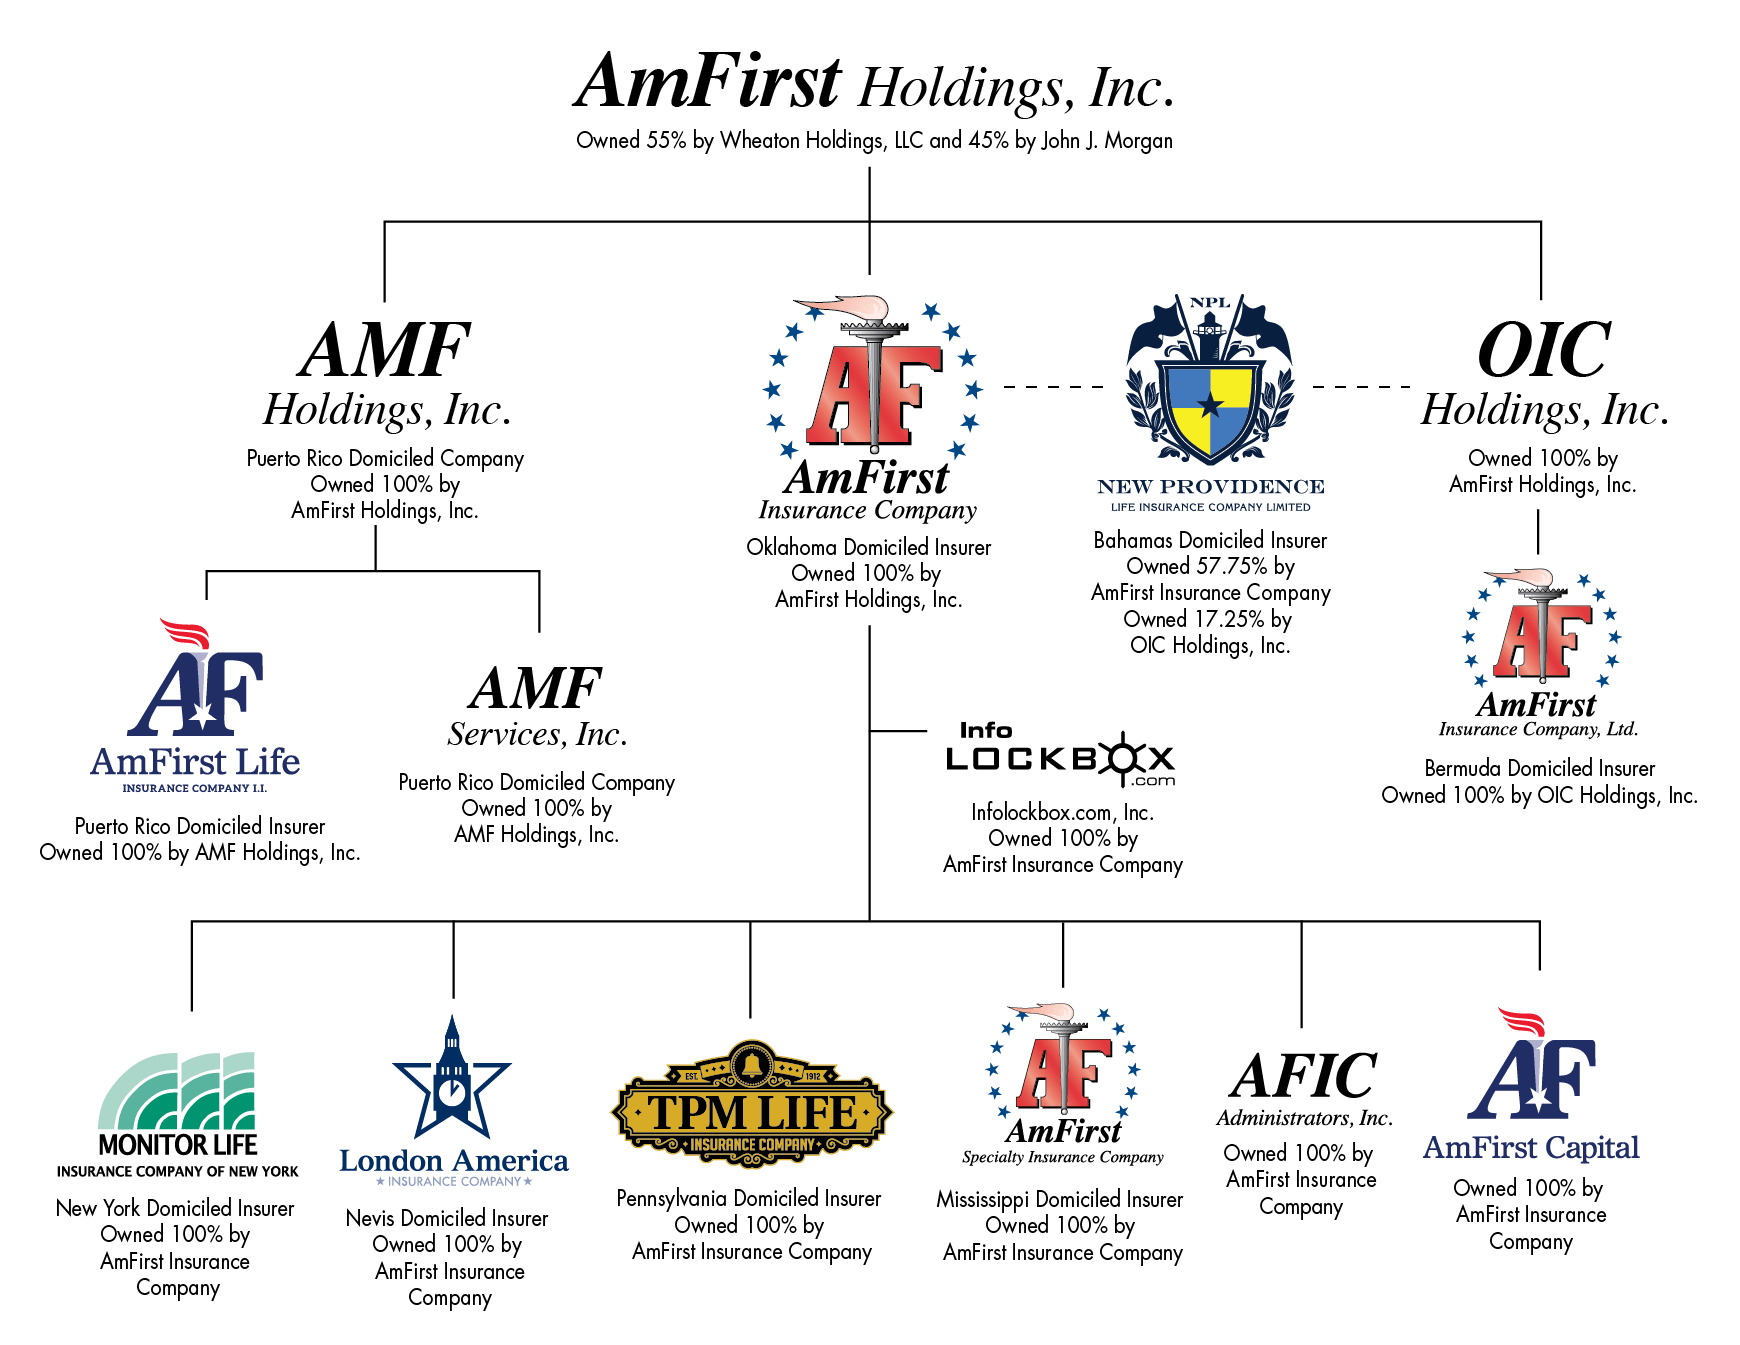 AmFirst Holdings, Inc.
Owned 55% by Wheaton Holdings, LLC and 45% by John J. Morgan
AMF
Holdings, Inc.
Puerto Rico Domiciled Company
Owned 100% by
AmFirst Holdings, Inc.
AF
AmFirst
Insurance Company
Oklahoma Domiciled Insurer
Owned 100% by
AmFirst Holdings, Inc.
NPL
NEW PROVIDENCE
LIFE INSURANCE COMPANY LIMITED
Bahamas Domiciled Insurer
Owned 57.75% by
AmFirst Insurance Company
Owned 17.25% by
OIC Holdings, Inc.
OIC
Holdings, Inc.
Owned 100% by
AmFirst Holdings, Inc.
AF
AmFirst Life
INSURANCE COMPANY I.I.
Puerto Rico Domiciled Insurer
Owned 100% by AMF Holdings, Inc.
AMF
Services, Inc.
Puerto Rico Domiciled Company
Owned 100% by
AMF Holdings, Inc.
Info
LOCKBOX
.com
Infolockbox.com, Inc.
Owned 100% by
AmFirst Insurance Company
AF
AmFirst
Insurance Company, Ltd.
Bermuda Domiciled Insurer
Owned 100% by OIC Holdings, Inc.
MONITOR LIFE
INSURANCE COMPANY OF NEW YORK
New York Domiciled Insurer
Owned 100% by
AmFirst Insurance
Company
London America
INSURANCE COMPANY
Nevis Domiciled Insurer
Owned 100% by
AmFirst Insurance
Company
EST. 1912
TPM LIFE
INSURANCE COMPANY
Pennsylvania Domiciled Insurer
Owned 100% by
AmFirst Insurance Company
AF
AmFirst
Specialty Insurance Company
Mississippi Domiciled Insurer
Owned 100% by
AmFirst Insurance Company
AFIC
Administrators, Inc.
Owned 100% by
AmFirst Insurance
Company
AF
AmFirst Capital
Owned 100% by
AmFirst Insurance
Company